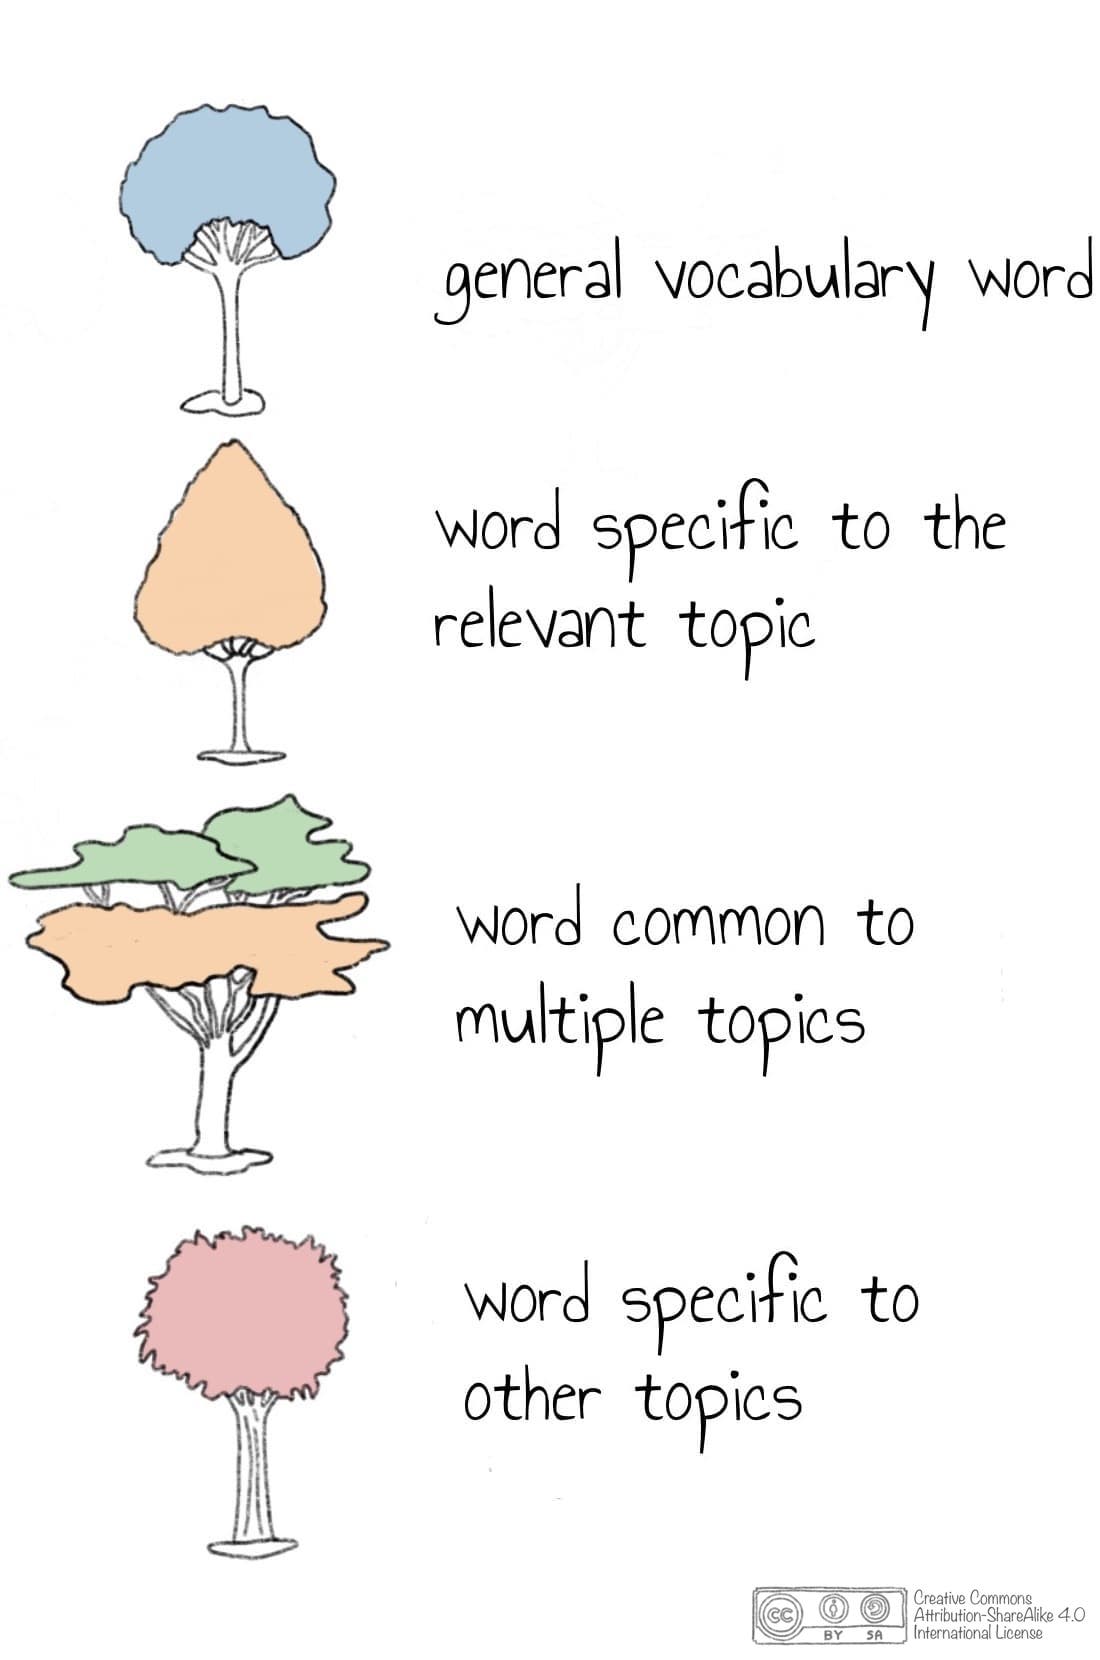 general vocabulary word
word specific to the
relevant topic
word common to
multiple topics
word specific to
other topics
cc
BY SA
Creative Commons
Attribution-ShareAlike 4.0
International License